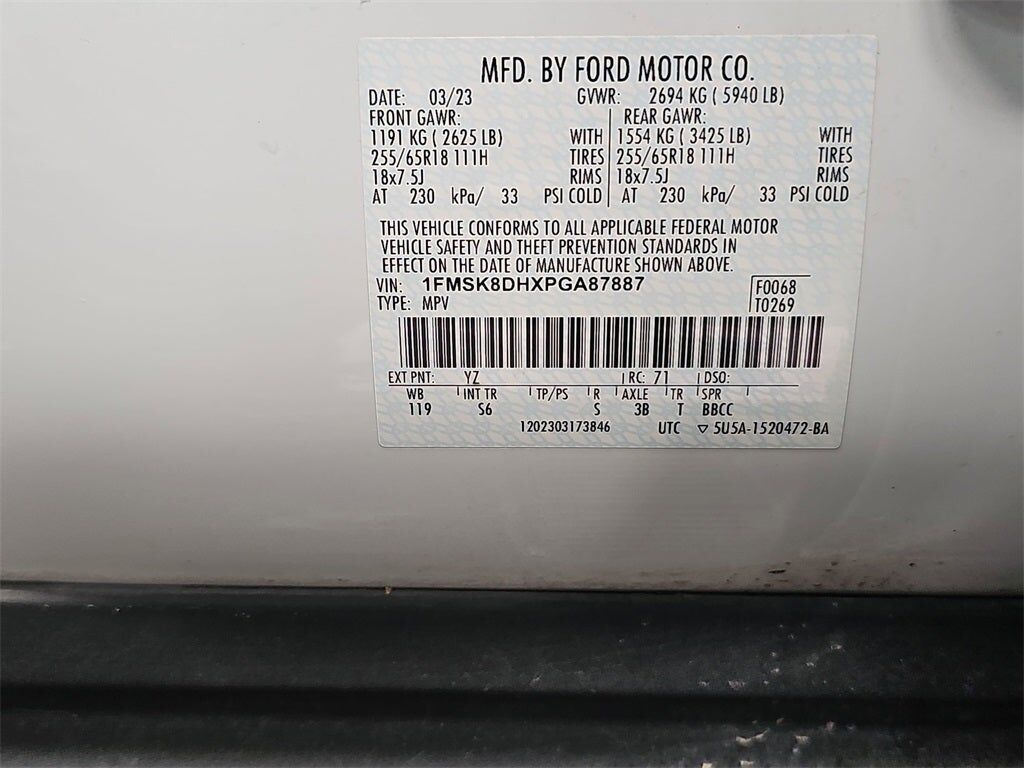 MFD. BY FORD MOTOR CO.
DATE: 03/23 GVWR: 2694 KG ( 5940 LB)
FRONT GAWR: REAR GAWR:
1191 KG ( 2625 LB) WITH 1554 KG ( 3425 LB) WITH
255/65R18 111H TIRES 255/65R18 111H TIRES
18x7.5J RIMS 18x7.5J RIMS
AT 230 kPa/ 33 PSI COLD AT 230 kPa/ 33 PSI COLD
THIS VEHICLE CONFORMS TO ALL APPLICABLE FEDERAL MOTOR
VEHICLE SAFETY AND THEFT PREVENTION STANDARDS IN
EFFECT ON THE DATE OF MANUFACTURE SHOWN ABOVE.
VIN: 1FMSK8DHXPGA87887 F0068
TYPE: MPV T0269
EXT PNT: YZ RC: 71 DSO:
WB INT TR TP/PS R AXLE TR SPR
119 S6 S 3B T BBCC
1202303173846 UTC ▽ 5U5A-1520472-BA